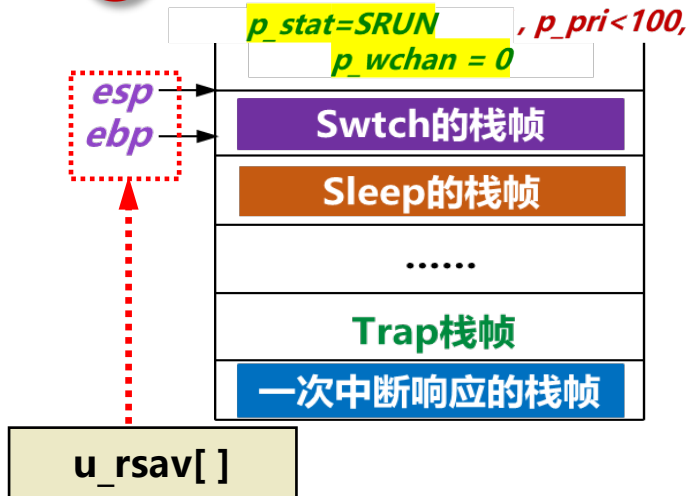 p_stat=SRUN , p_pri<100,
p_wchan = 0
esp
ebp
Swtch的栈帧
Sleep的栈帧
……
Trap栈帧
一次中断响应的栈帧
u_rsav[ ]